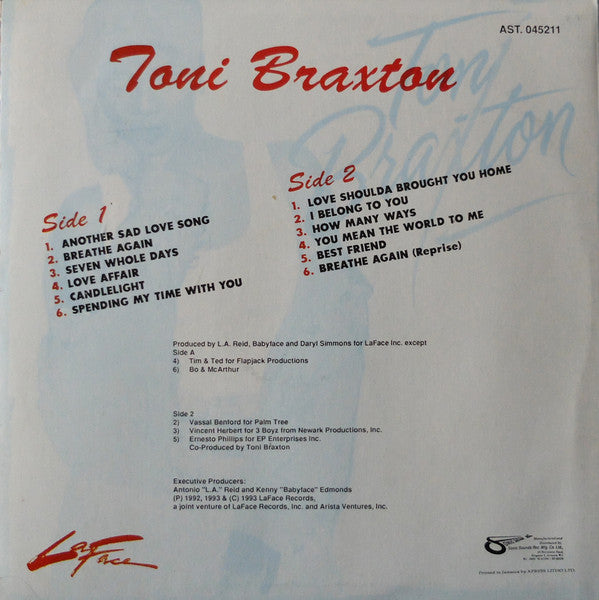 AST. 045211
Toni Braxton
Toni
Braxton
Side 1
1. ANOTHER SAD LOVE SONG
2. BREATHE AGAIN
3. SEVEN WHOLE DAYS
4. LOVE AFFAIR
5. CANDLELIGHT
6. SPENDING MY TIME WITH YOU
Side 2
1. LOVE SHOULDA BROUGHT YOU HOME
2. I BELONG TO YOU
3. HOW MANY WAYS
4. YOU MEAN THE WORLD TO ME
5. BEST FRIEND
6. BREATHE AGAIN (Reprise)
Produced by L.A. Reid, Babyface and Daryl Simmons for LaFace Inc. except
Side A
4) Tim & Ted for Flapjack Productions
6) Bo & McArthur
Side 2
2) Vassal Benford for Palm Tree
3) Vincent Herbert for 3 Boyz from Newark Productions, Inc.
5) Ernesto Phillips for EP Enterprises Inc.
Co-Produced by Toni Braxton
Executive Producers:
Antonio "L.A." Reid and Kenny "Babyface" Edmonds
(P) 1992, 1993 & (C) 1993 LaFace Records,
a joint venture of LaFace Records, Inc. and Arista Ventures, Inc.
LaFace
Manufactured
Distributed By